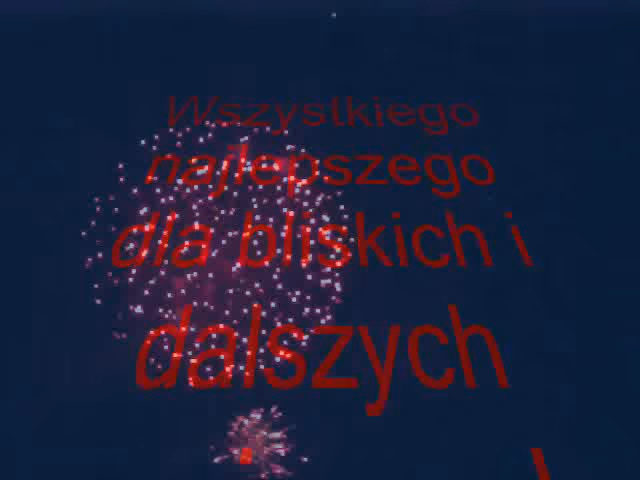 Wszystkiego
najlepszego
dla bliskich i
dalszych